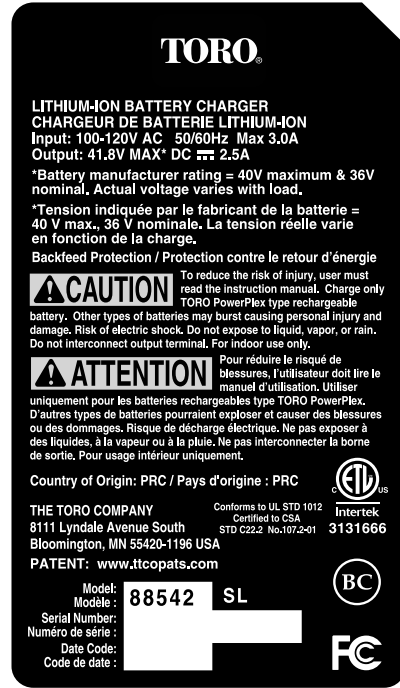 TORO®
LITHIUM-ION BATTERY CHARGER
CHARGEUR DE BATTERIE LITHIUM-ION
Input: 100-120V AC 50/60Hz Max 3.0A
Output: 41.8V MAX* DC ⎓ 2.5A
*Battery manufacturer rating = 40V maximum & 36V
nominal. Actual voltage varies with load.
*Tension indiquée par le fabricant de la batterie =
40 V max., 36 V nominale. La tension réelle varie
en fonction de la charge.
Backfeed Protection / Protection contre le retour d'énergie
CAUTION To reduce the risk of injury, user must
read the instruction manual. Charge only
TORO PowerPlex type rechargeable
battery. Other types of batteries may burst causing personal injury and
damage. Risk of electric shock. Do not expose to liquid, vapor, or rain.
Do not interconnect output terminal. For indoor use only.
ATTENTION Pour réduire le risqué de
blessures, l'utilisateur doit lire le
manuel d'utilisation. Utiliser
uniquement pour les batteries rechargeables type TORO PowerPlex.
D'autres types de batteries pourraient exploser et causer des blessures
ou des dommages. Risque de décharge électrique. Ne pas exposer à
des liquides, à la vapeur ou à la pluie. Ne pas interconnecter la borne
de sortie. Pour usage intérieur uniquement.
Country of Origin: PRC / Pays d'origine : PRC
THE TORO COMPANY
8111 Lyndale Avenue South
Bloomington, MN 55420-1196 USA
Conforms to UL STD 1012
Certified to CSA
STD C22.2 No.107.2-01
C ETL US
Intertek
3131666
PATENT: www.ttcopats.com
Model:
Modèle :
88542 SL
Serial Number:
Numéro de série :
Date Code:
Code de date :
BC
FC